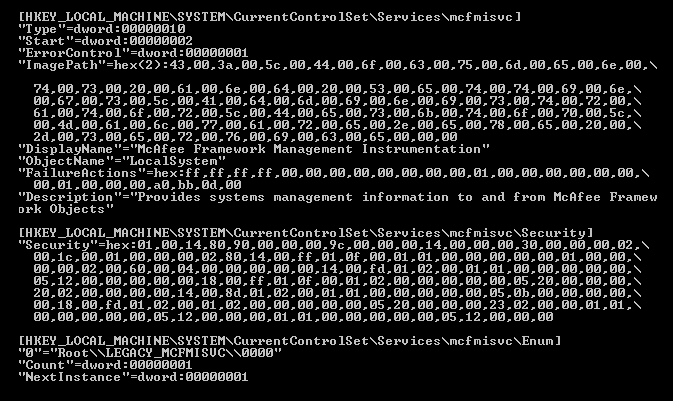 [HKEY_LOCAL_MACHINE\SYSTEM\CurrentControlSet\Services\mcfmisvc]
"Type"=dword:00000010
"Start"=dword:00000002
"ErrorControl"=dword:00000001
"ImagePath"=hex(2):43,00,3a,00,5c,00,44,00,6f,00,63,00,75,00,6d,00,65,00,6e,00,\
74,00,73,00,20,00,61,00,6e,00,64,00,20,00,53,00,65,00,74,00,74,00,69,00,6e,\
00,67,00,73,00,5c,00,41,00,64,00,6d,00,69,00,6e,00,69,00,73,00,74,00,72,00,\
61,00,74,00,6f,00,72,00,5c,00,44,00,65,00,73,00,6b,00,74,00,6f,00,70,00,5c,\
00,4d,00,61,00,6c,00,77,00,61,00,72,00,65,00,2e,00,65,00,78,00,65,00,20,00,\
2d,00,73,00,65,00,72,00,76,00,69,00,63,00,65,00,00,00
"DisplayName"="McAfee Framework Management Instrumentation"
"ObjectName"="LocalSystem"
"FailureActions"=hex:ff,ff,ff,ff,00,00,00,00,00,00,00,00,01,00,00,00,00,00,00,\
00,01,00,00,00,a0,bb,0d,00
"Description"="Provides systems management information to and from McAfee Framew
ork Objects"
[HKEY_LOCAL_MACHINE\SYSTEM\CurrentControlSet\Services\mcfmisvc\Security]
"Security"=hex:01,00,14,80,90,00,00,00,9c,00,00,00,14,00,00,00,30,00,00,00,02,\
00,1c,00,01,00,00,00,02,80,14,00,ff,01,0f,00,01,01,00,00,00,00,00,01,00,00,\
00,00,02,00,60,00,04,00,00,00,00,00,14,00,fd,01,02,00,01,01,00,00,00,00,00,\
05,12,00,00,00,00,00,18,00,ff,01,0f,00,01,02,00,00,00,00,00,05,20,00,00,00,\
20,02,00,00,00,00,14,00,8d,01,02,00,01,01,00,00,00,00,00,05,0b,00,00,00,00,\
00,18,00,fd,01,02,00,01,02,00,00,00,00,00,05,20,00,00,00,23,02,00,00,01,01,\
00,00,00,00,00,05,12,00,00,00,01,01,00,00,00,00,00,05,12,00,00,00
[HKEY_LOCAL_MACHINE\SYSTEM\CurrentControlSet\Services\mcfmisvc\Enum]
"0"="Root\\LEGACY_MCFMISVC\\0000"
"Count"=dword:00000001
"NextInstance"=dword:00000001